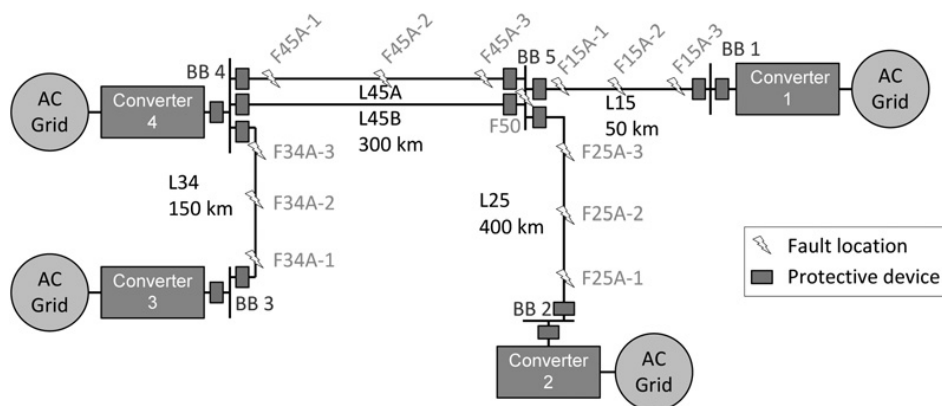 F45A-1
F45A-2
F45A-3
F15A-1
F15A-2
F15A-3
BB 4
BB 5
BB 1
AC
Grid
Converter
4
L45A
L45B
300 km
F50
L15
50 km
Converter
1
AC
Grid
F34A-3
F25A-3
L34
150 km
F34A-2
L25
400 km
F25A-2
Fault location
Protective device
F34A-1
F25A-1
AC
Grid
Converter
3
BB 3
BB 2
Converter
2
AC
Grid